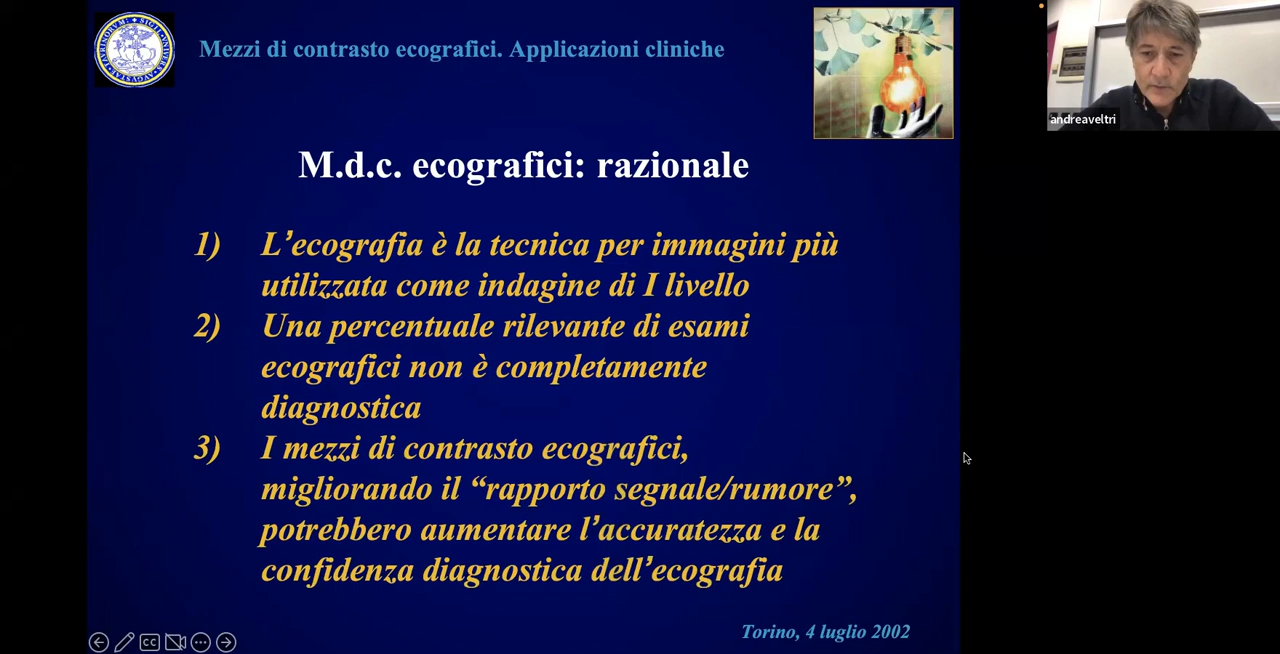 Mezzi di contrasto ecografici. Applicazioni cliniche
andreaveltri
M.d.c. ecografici: razionale
1) L’ecografia è la tecnica per immagini più
utilizzata come indagine di I livello
2) Una percentuale rilevante di esami
ecografici non è completamente
diagnostica
3) I mezzi di contrasto ecografici,
migliorando il “rapporto segnale/rumore”,
potrebbero aumentare l’accuratezza e la
confidenza diagnostica dell’ecografia
Torino, 4 luglio 2002
CC